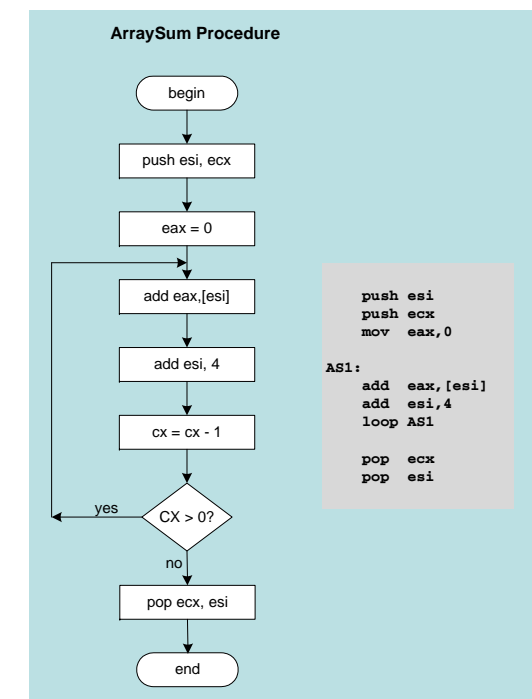 ArraySum Procedure
begin
push esi, ecx
eax = 0
add eax,[esi]
add esi, 4
cx = cx - 1
yes
CX > 0?
no
pop ecx, esi
end
push esi
push ecx
mov eax,0
AS1:
add eax,[esi]
add esi,4
loop AS1
pop ecx
pop esi